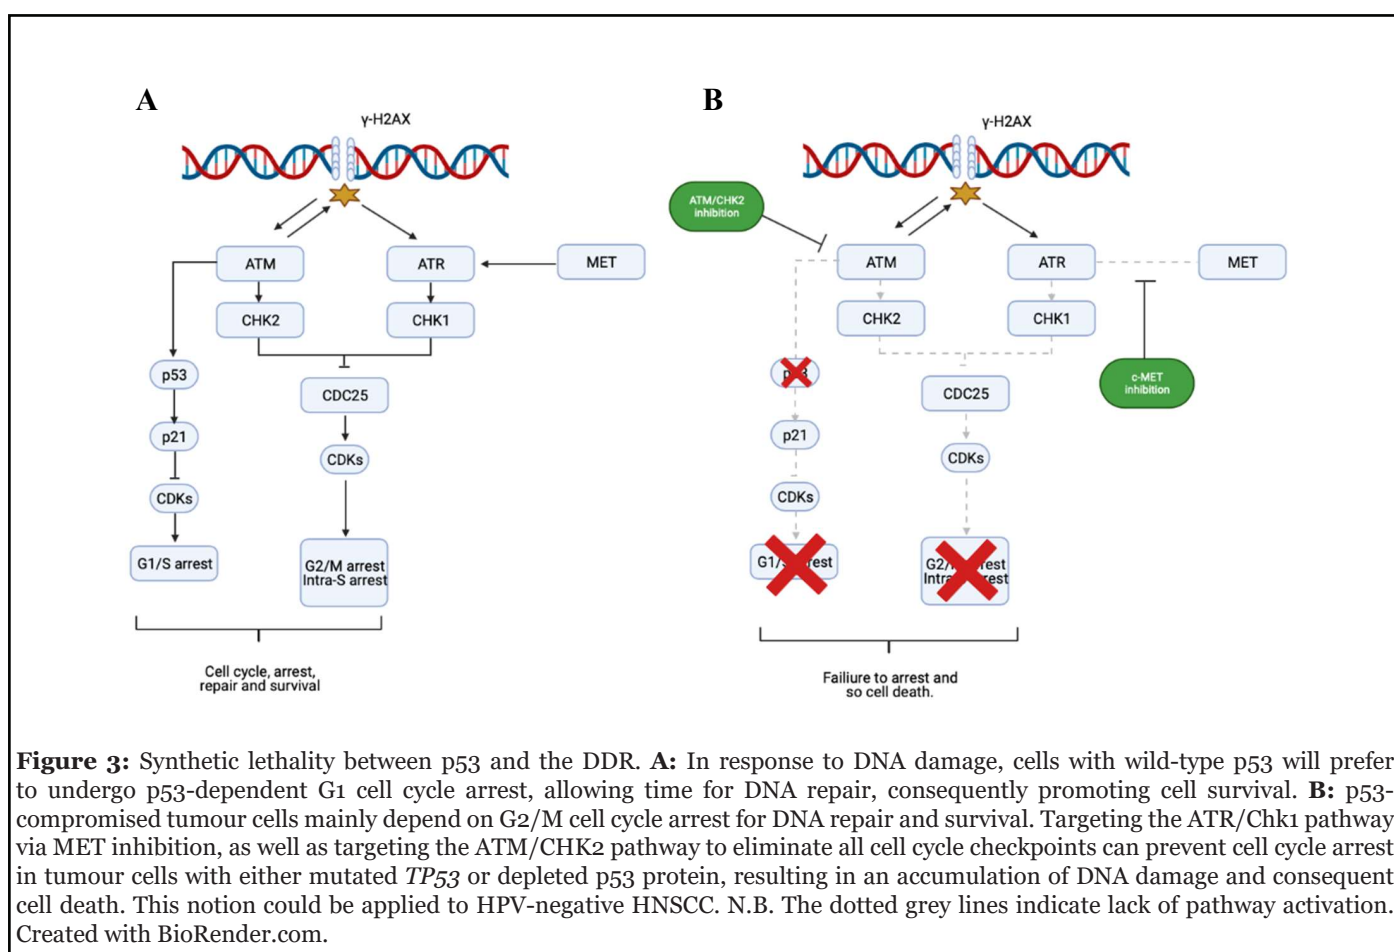 A
γ-H2AX
ATM
ATR
MET
CHK2
CHK1
p53
CDC25
p21
CDKs
CDKs
G1/S arrest
G2/M arrest
Intra-S arrest
Cell cycle, arrest,
repair and survival
B
γ-H2AX
ATM/CHK2
inhibition
ATM
ATR
MET
CHK2
CHK1
c-MET
inhibition
CDC25
p21
CDKs
CDKs
Failiure to arrest and
so cell death.
Figure 3: Synthetic lethality between p53 and the DDR. A: In response to DNA damage, cells with wild-type p53 will prefer
to undergo p53-dependent G1 cell cycle arrest, allowing time for DNA repair, consequently promoting cell survival. B: p53-
compromised tumour cells mainly depend on G2/M cell cycle arrest for DNA repair and survival. Targeting the ATR/Chk1 pathway
via MET inhibition, as well as targeting the ATM/CHK2 pathway to eliminate all cell cycle checkpoints can prevent cell cycle arrest
in tumour cells with either mutated TP53 or depleted p53 protein, resulting in an accumulation of DNA damage and consequent
cell death. This notion could be applied to HPV-negative HNSCC. N.B. The dotted grey lines indicate lack of pathway activation.
Created with BioRender.com.